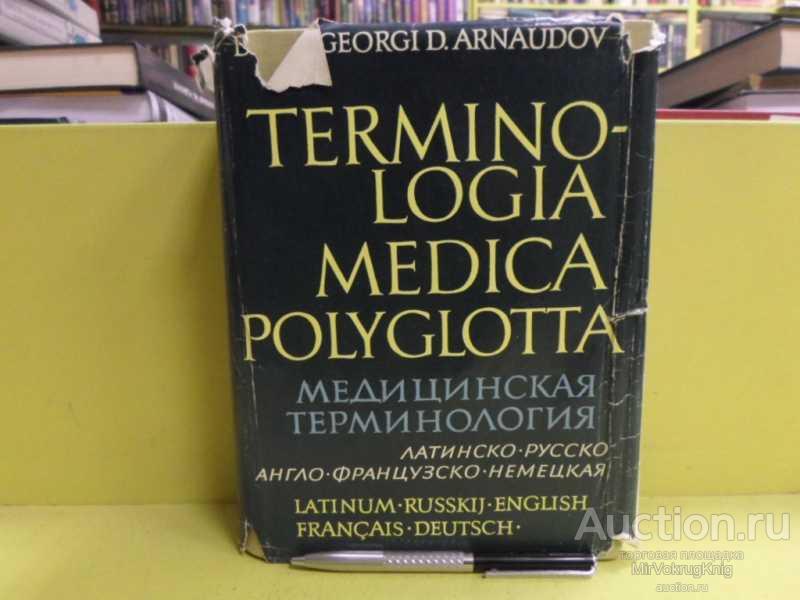 GEORGI D. ARNAUDOV
TERMINO-
LOGIA
MEDICA
POLYGLOTTA
МЕДИЦИНСКАЯ
ТЕРМИНОЛОГИЯ
ЛАТИНСКО·РУССКО
АНГЛО·ФРАНЦУЗСКО·НЕМЕЦКАЯ
LATINUM·RUSSKIJ·ENGLISH
FRANÇAIS·DEUTSCH·
Auction.ru
торговая площадка
MirVokrugKnig
auction.ru